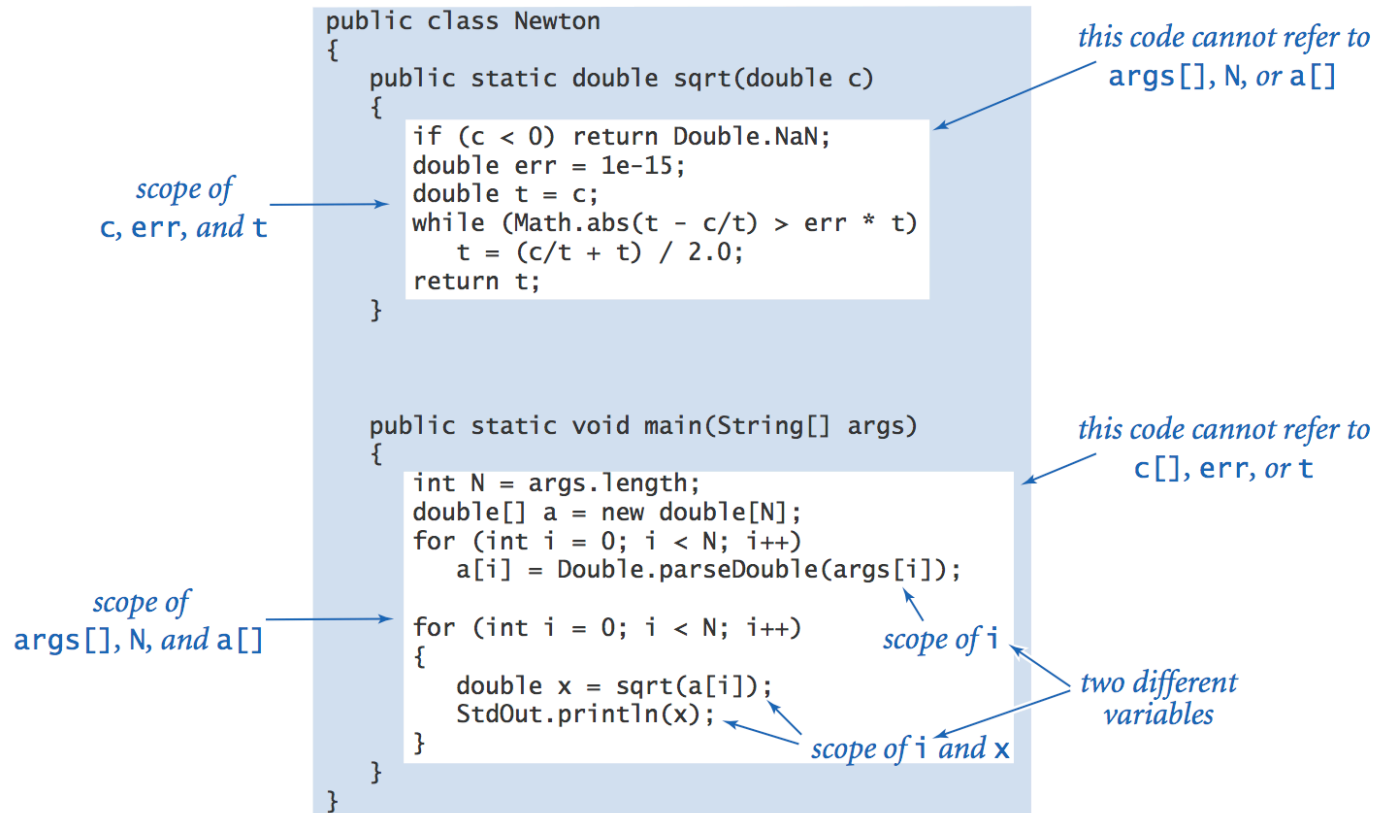 public class Newton
{
this code cannot refer to
args[], N, or a[]
public static double sqrt(double c)
{
if (c < 0) return Double.NaN;
double err = 1e-15;
double t = c;
while (Math.abs(t - c/t) > err * t)
t = (c/t + t) / 2.0;
return t;
}
scope of
c, err, and t
public static void main(String[] args)
{
this code cannot refer to
c[], err, or t
int N = args.length;
double[] a = new double[N];
for (int i = 0; i < N; i++)
a[i] = Double.parseDouble(args[i]);
for (int i = 0; i < N; i++)
{
double x = sqrt(a[i]);
StdOut.println(x);
}
}
}
scope of
args[], N, and a[]
scope of i
two different
variables
scope of i and x